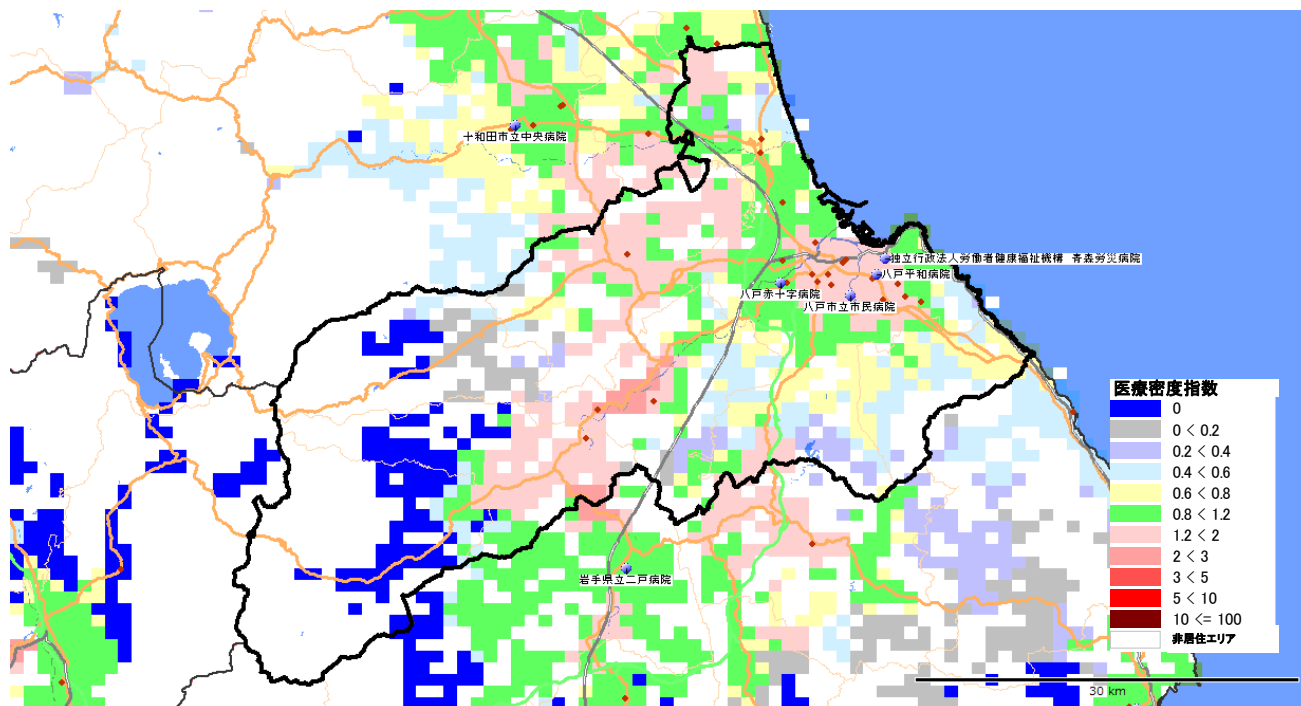 十和田市立中央病院
独立行政法人労働者健康福祉機構 青森労災病院
八戸平和病院
八戸赤十字病院
八戸市立市民病院
岩手県立二戸病院
医療密度指数
0
0 < 0.2
0.2 < 0.4
0.4 < 0.6
0.6 < 0.8
0.8 < 1.2
1.2 < 2
2 < 3
3 < 5
5 < 10
10 <= 100
非居住エリア
30 km